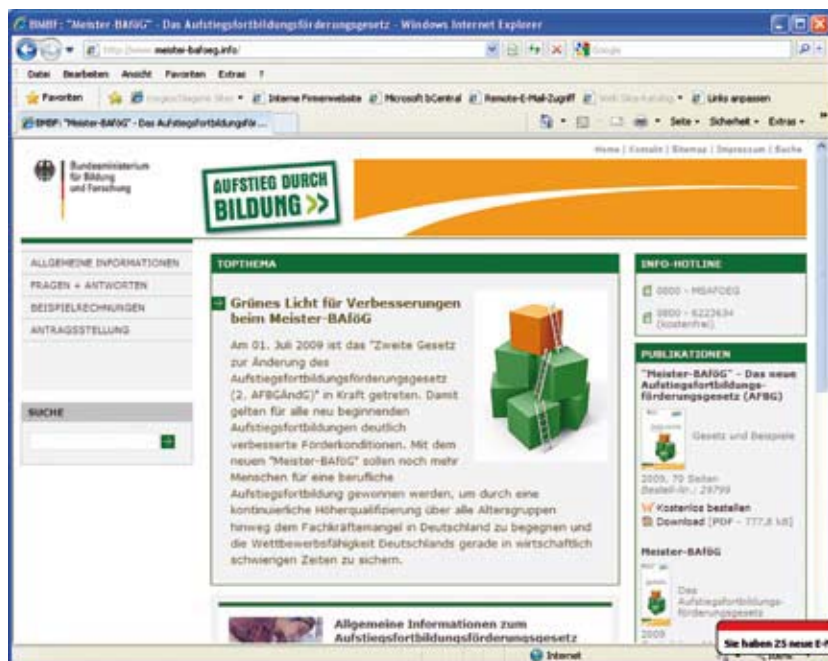 BMBF: "Meister-BAföG" - Das Aufstiegsfortbildungsförderungsgesetz - Windows Internet Explorer
http://www.meister-bafoeg.info/
Google
Datei Bearbeiten Ansicht Favoriten Extras ?
Favoriten Vorgeschlagene Sites Interne Firmenwebsite Microsoft bCentral Remote-E-Mail-Zugriff Links anpassen
BMBF: "Meister-BAföG" - Das Aufstiegsfortbildungsför...
Seite Sicherheit Extras
Home | Kontakt | Sitemap | Impressum | Suche
Bundesministerium
für Bildung
und Forschung
AUFSTIEG DURCH
BILDUNG >>
ALLGEMEINE INFORMATIONEN
FRAGEN + ANTWORTEN
BEISPIELRECHNUNGEN
ANTRAGSSTELLUNG
SUCHE
TOPTHEMA
Grünes Licht für Verbesserungen
beim Meister-BAföG
Am 01. Juli 2009 ist das "Zweite Gesetz
zur Änderung des
Aufstiegsfortbildungsförderungsgesetz
(2. AFBGÄndG)" in Kraft getreten. Damit
gelten für alle neu beginnenden
Aufstiegsfortbildungen deutlich
verbesserte Förderkonditionen. Mit dem
neuen "Meister-BAföG" sollen noch mehr
Menschen für eine berufliche
Aufstiegsfortbildung gewonnen werden, um durch eine
kontinuierliche Höherqualifizierung über alle Altersgruppen
hinweg dem Fachkräftemangel in Deutschland zu begegnen und
die Wettbewerbsfähigkeit Deutschlands gerade in wirtschaftlich
schwierigen Zeiten zu sichern.
Allgemeine Informationen zum
Aufstiegsfortbildungsförderungsgesetz
INFO-HOTLINE
0800 - MBAFOEG
0800 - 6223634
(kostenfrei)
PUBLIKATIONEN
"Meister-BAföG" - Das neue
Aufstiegsfortbildungs-
förderungsgesetz (AFBG)
Gesetz und Beispiele
2009, 70 Seiten
Bestell-Nr.: 29799
Kostenlos bestellen
Download [PDF - 777,8 kB]
Meister-BAföG
Das
Aufstiegsfortbildungs-
förderungs-
2009
Sie haben 25 neue E-
Internet